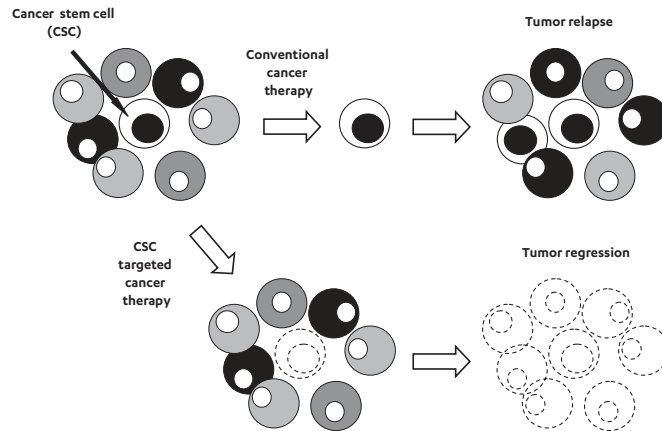 Cancer stem cell
(CSC)
Conventional
cancer
therapy
Tumor relapse
CSC
targeted
cancer
therapy
Tumor regression